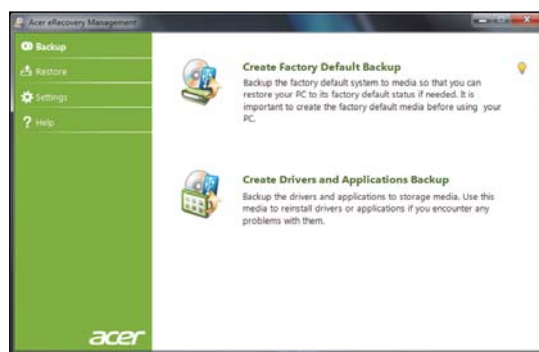 Acer eRecovery Management
Backup
Restore
Settings
? Help
Create Factory Default Backup
Backup the factory default system to media so that you can
restore your PC to its factory default status if needed. It is
important to create the factory default media before using your
PC.
Create Drivers and Applications Backup
Backup the drivers and applications to storage media. Use this
media to reinstall drivers or applications if you encounter any
problems with them.
acer